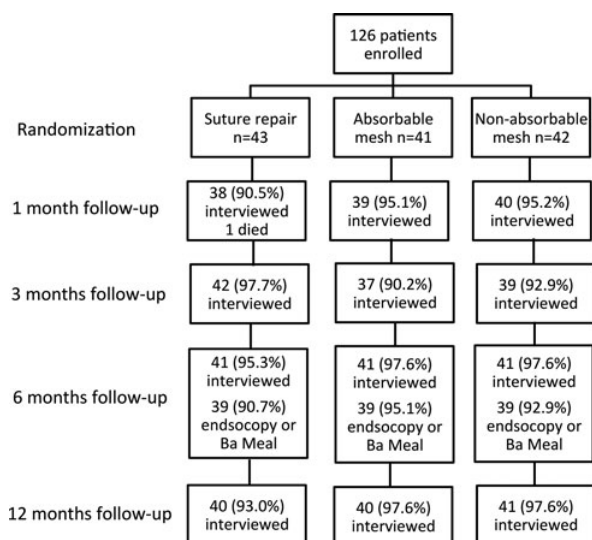 126 patients
enrolled
Randomization
Suture repair
n=43
Absorbable
mesh n=41
Non-absorbable
mesh n=42
1 month follow-up
38 (90.5%)
interviewed
1 died
39 (95.1%)
interviewed
40 (95.2%)
interviewed
3 months follow-up
42 (97.7%)
interviewed
37 (90.2%)
interviewed
39 (92.9%)
interviewed
6 months follow-up
41 (95.3%)
interviewed
39 (90.7%)
endsocopy or
Ba Meal
41 (97.6%)
interviewed
39 (95.1%)
endsocopy or
Ba Meal
41 (97.6%)
interviewed
39 (92.9%)
endsocopy or
Ba Meal
12 months follow-up
40 (93.0%)
interviewed
40 (97.6%)
interviewed
41 (97.6%)
interviewed